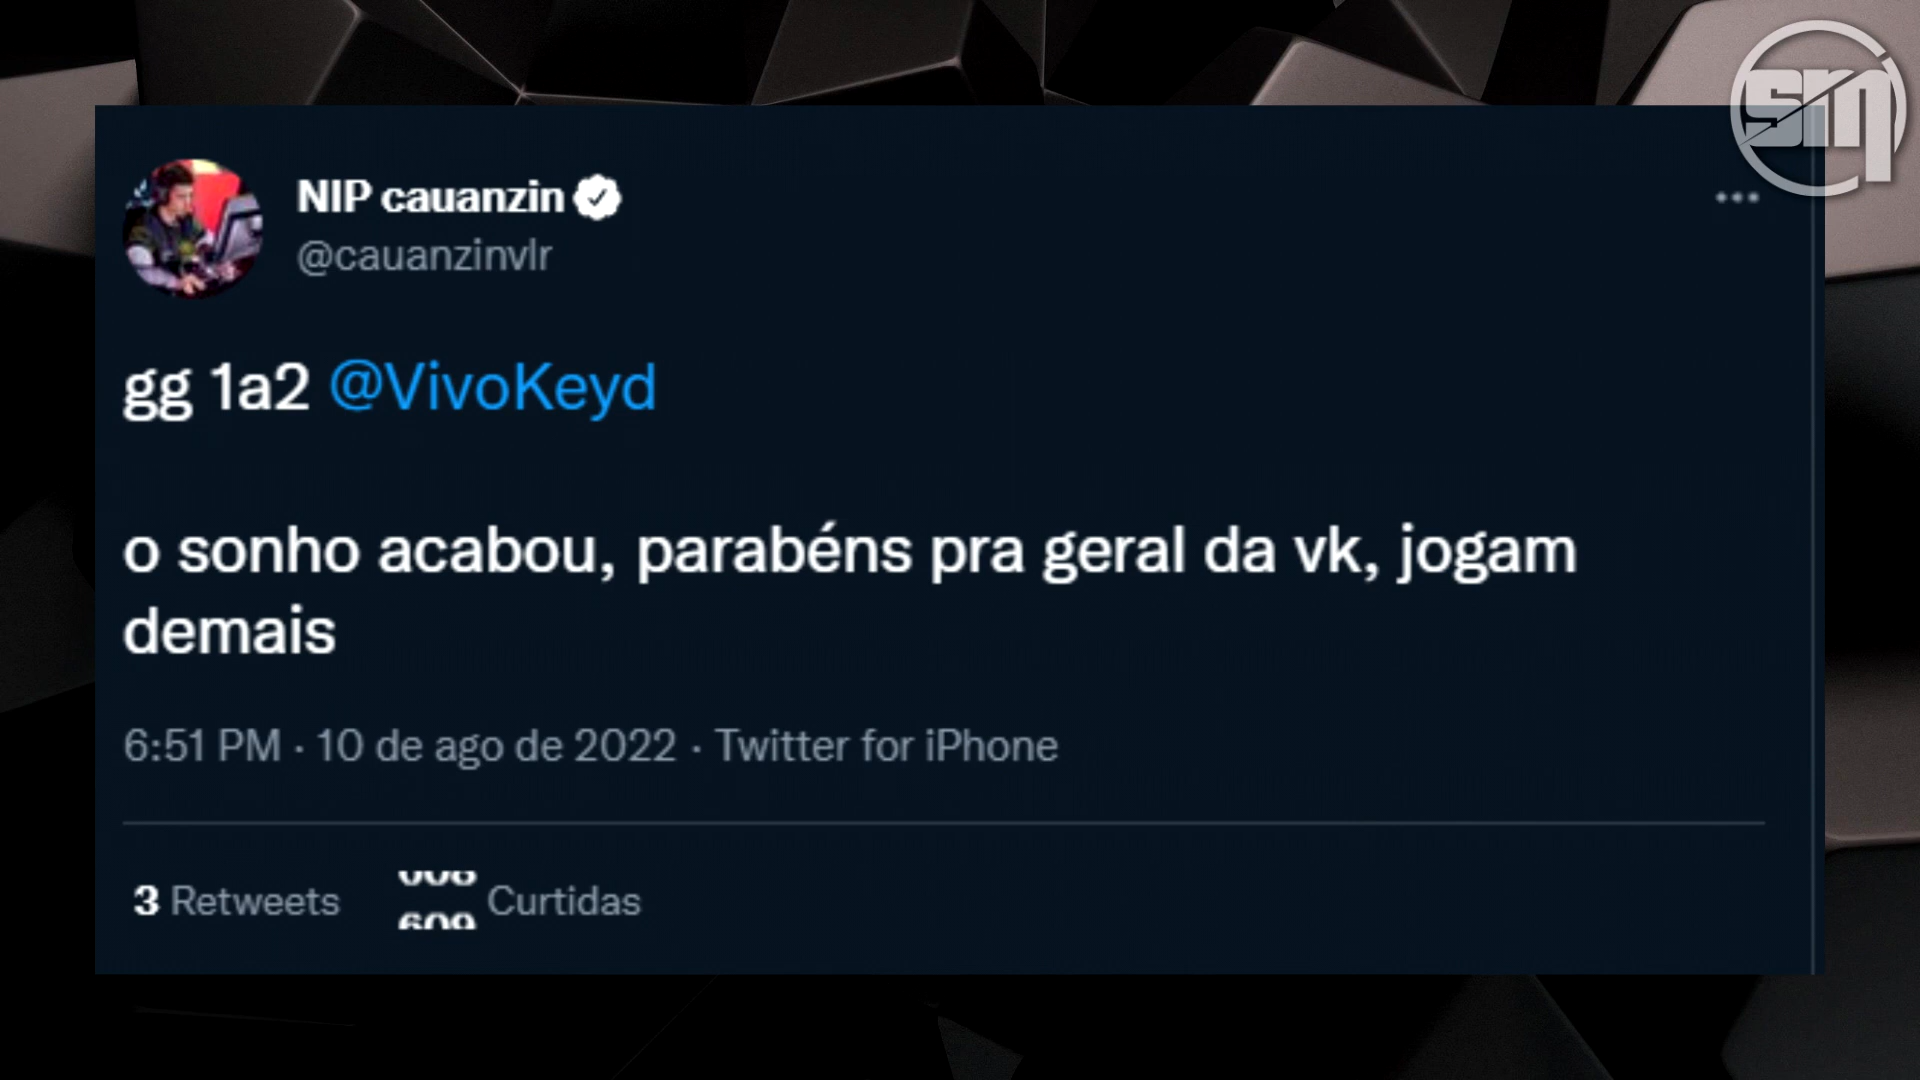 sm
NIP cauanzin
@cauanzinvlr
gg 1a2 @VivoKeyd
o sonho acabou, parabéns pra geral da vk, jogam
demais
6:51 PM · 10 de ago de 2022 · Twitter for iPhone
3 Retweets Curtidas